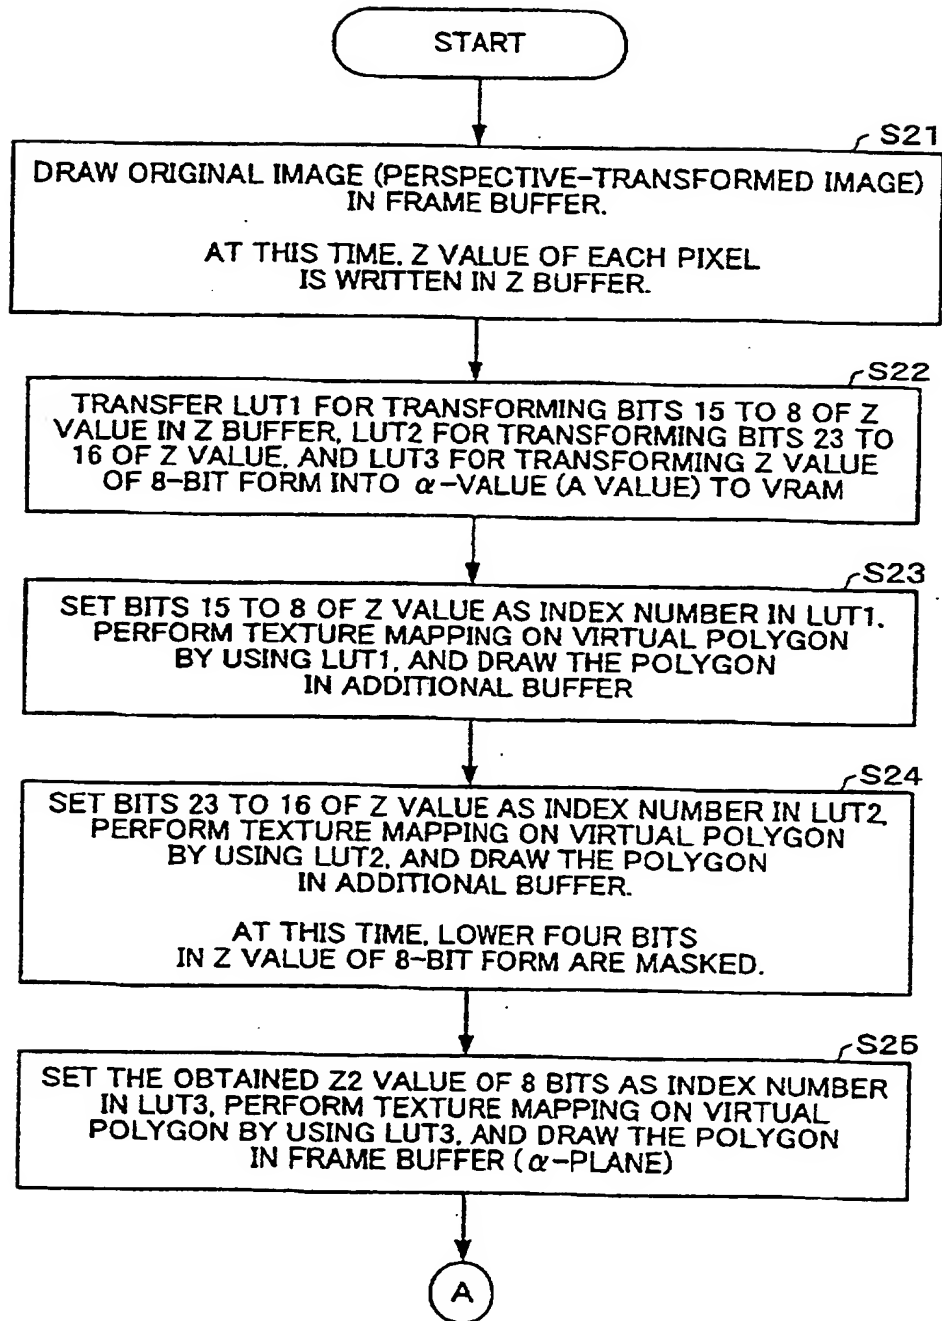 START
S21
DRAW ORIGINAL IMAGE (PERSPECTIVE-TRANSFORMED IMAGE)
IN FRAME BUFFER.
AT THIS TIME, Z VALUE OF EACH PIXEL
IS WRITTEN IN Z BUFFER.
S22
TRANSFER LUT1 FOR TRANSFORMING BITS 15 TO 8 OF Z
VALUE IN Z BUFFER, LUT2 FOR TRANSFORMING BITS 23 TO
16 OF Z VALUE, AND LUT3 FOR TRANSFORMING Z VALUE
OF 8-BIT FORM INTO α-VALUE (A VALUE) TO VRAM
S23
SET BITS 15 TO 8 OF Z VALUE AS INDEX NUMBER IN LUT1,
PERFORM TEXTURE MAPPING ON VIRTUAL POLYGON
BY USING LUT1, AND DRAW THE POLYGON
IN ADDITIONAL BUFFER
S24
SET BITS 23 TO 16 OF Z VALUE AS INDEX NUMBER IN LUT2,
PERFORM TEXTURE MAPPING ON VIRTUAL POLYGON
BY USING LUT2, AND DRAW THE POLYGON
IN ADDITIONAL BUFFER.
AT THIS TIME, LOWER FOUR BITS
IN Z VALUE OF 8-BIT FORM ARE MASKED.
S25
SET THE OBTAINED Z2 VALUE OF 8 BITS AS INDEX NUMBER
IN LUT3, PERFORM TEXTURE MAPPING ON VIRTUAL
POLYGON BY USING LUT3, AND DRAW THE POLYGON
IN FRAME BUFFER (α-PLANE)
A